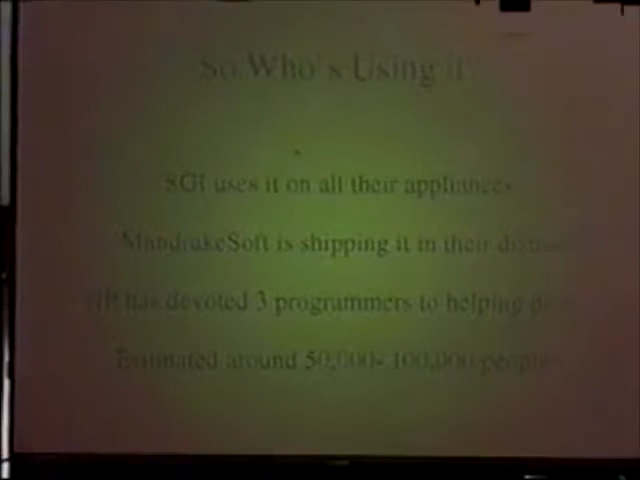 So Who's Using it
SGI uses it on all their appliances
MandrakeSoft is shipping it in their
HP has devoted 3 programmers to helping
Estimated around 50,000- 100,000 people